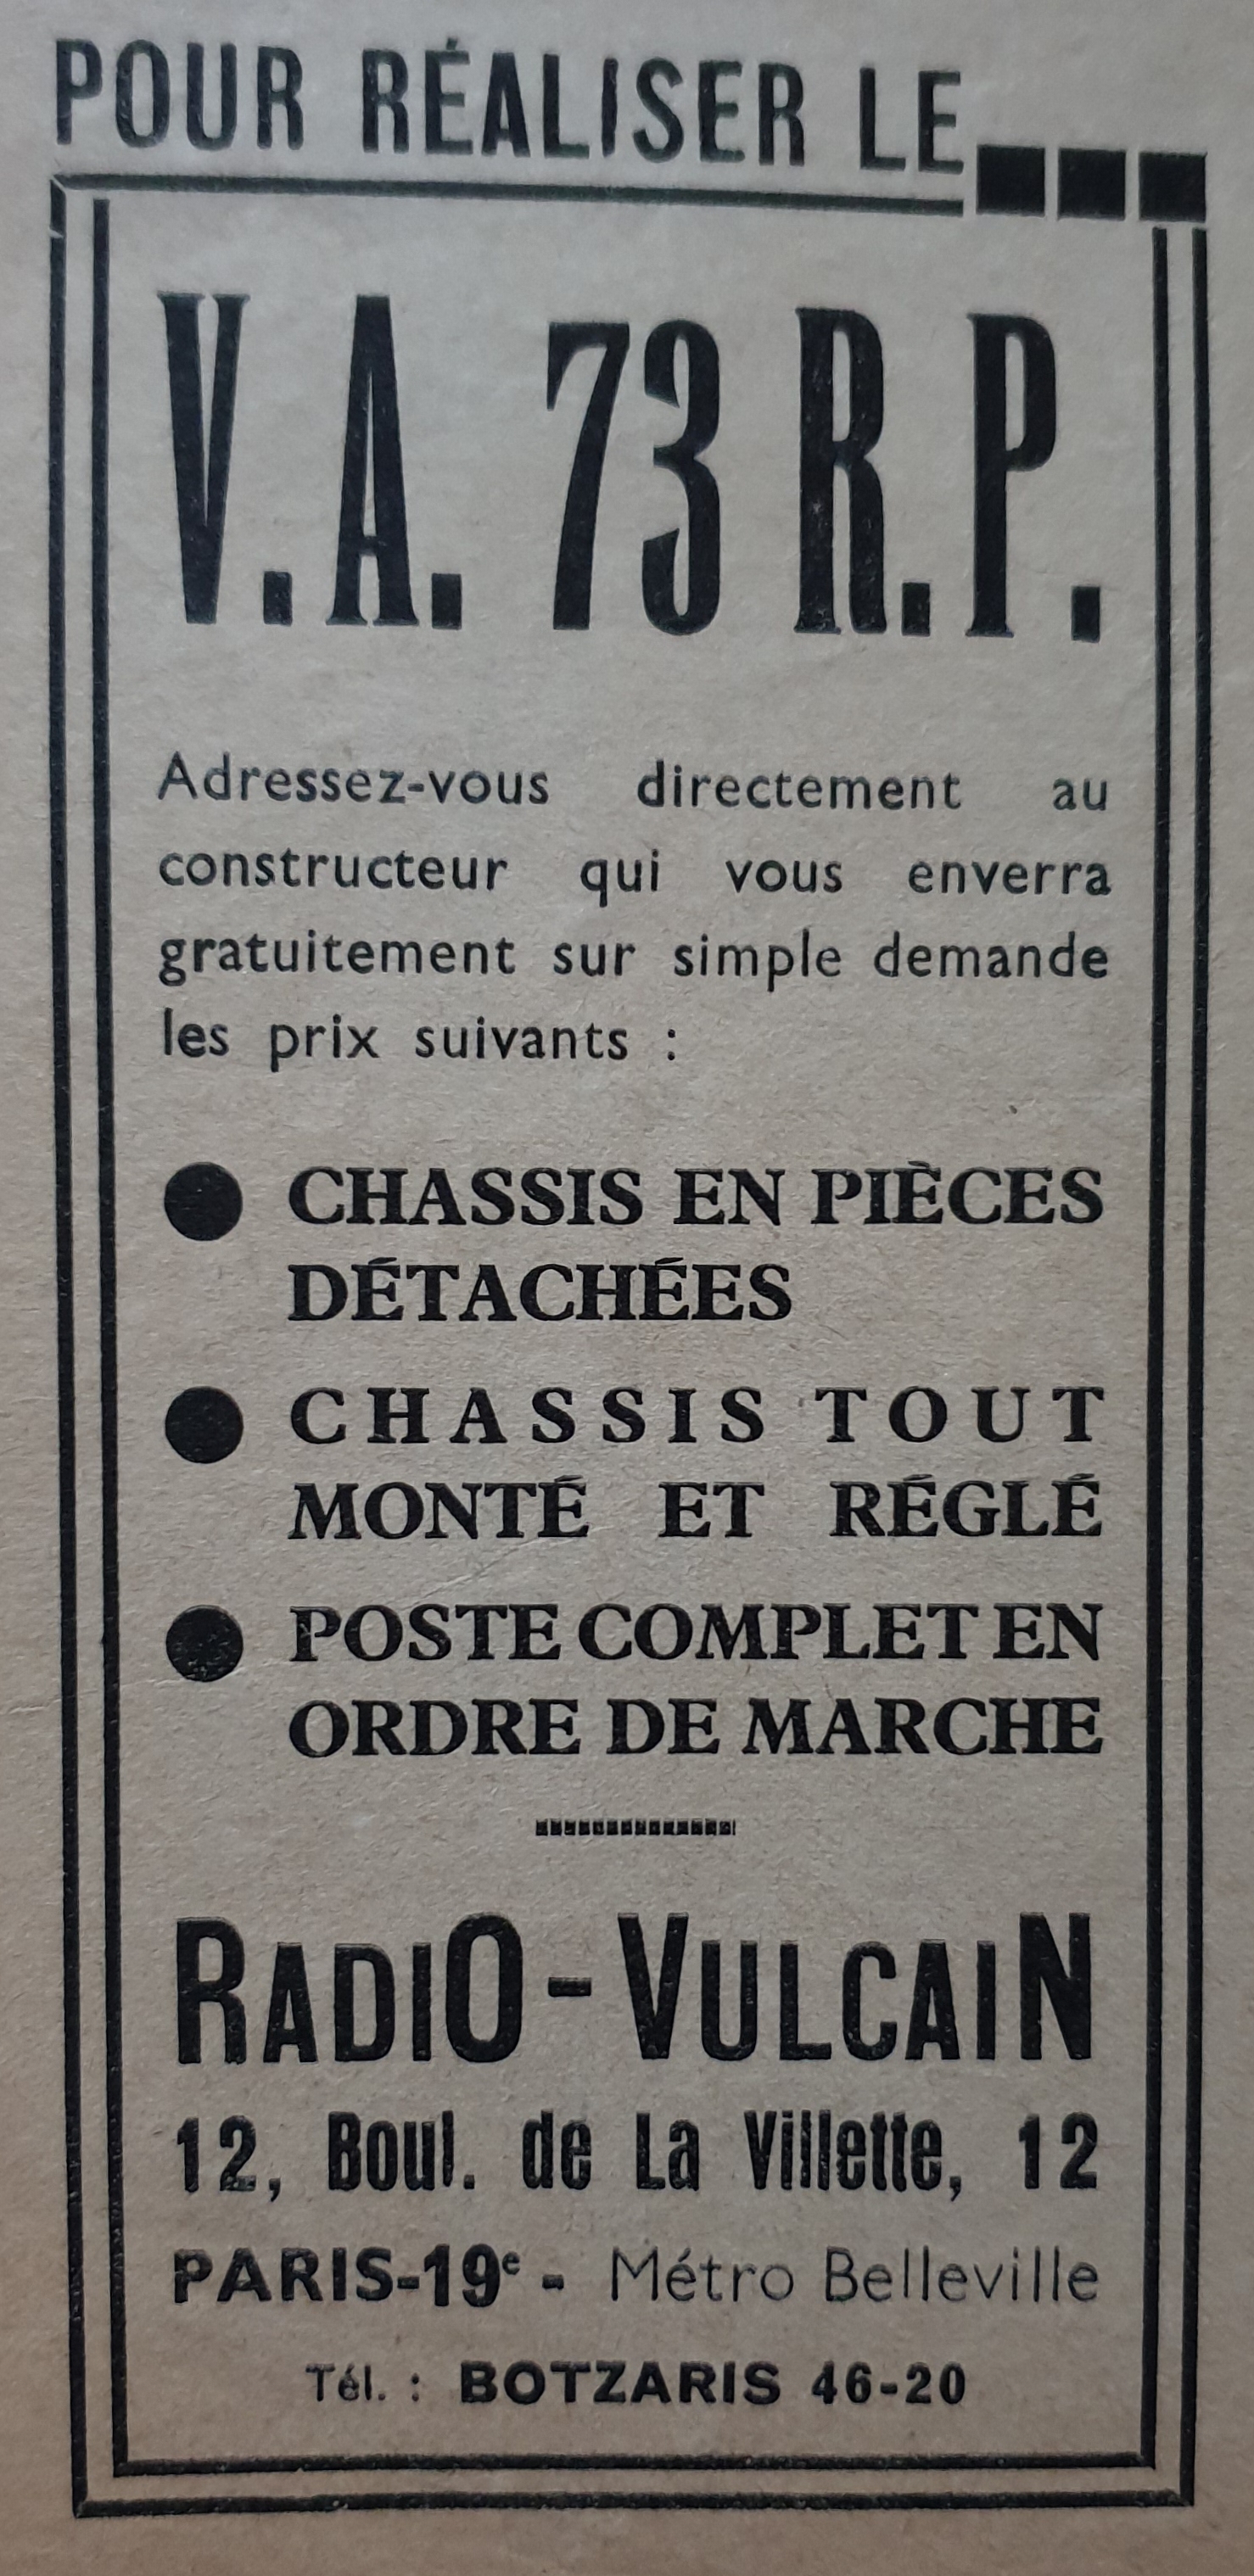 POUR RÉALISER LE...
V. A. 73 R. P.
Adressez-vous directement au
constructeur qui vous enverra
gratuitement sur simple demande
les prix suivants :
● CHASSIS EN PIÈCES
DÉTACHÉES
● CHASSIS TOUT
MONTÉ ET RÉGLÉ
● POSTE COMPLET EN
ORDRE DE MARCHE
RADIO-VULCAIN
12, Boul. de La Villette, 12
PARIS-19e - Métro Belleville
Tél. : BOTZARIS 46-20